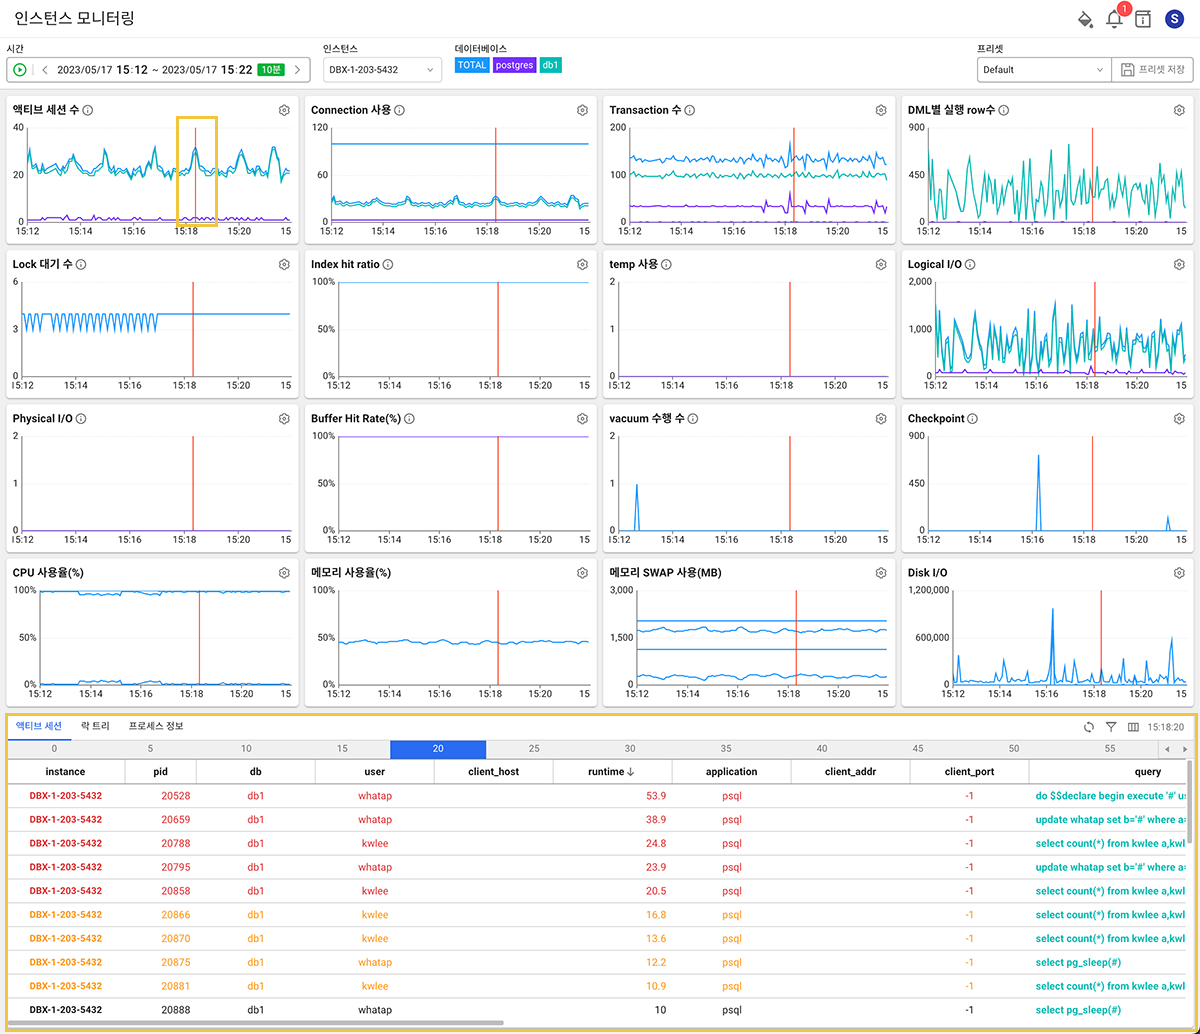 인스턴스 모니터링
1
S
시간
인스턴스
데이터베이스
프리셋
2023/05/17 15:12 ~ 2023/05/17 15:22 10분
DBX-1-203-5432
TOTAL postgres db1
Default
프리셋 저장
액티브 세션 수
40
20
0
15:12 15:14 15:16 15:18 15:20 15
Connection 사용
120
60
0
15:12 15:14 15:16 15:18 15:20 15
Transaction 수
200
100
0
15:12 15:14 15:16 15:18 15:20 15
DML별 실행 row수
900
450
0
15:12 15:14 15:16 15:18 15:20 15
Lock 대기 수
6
3
0
15:12 15:14 15:16 15:18 15:20 15
Index hit ratio
100%
50%
0%
15:12 15:14 15:16 15:18 15:20 15
temp 사용
2
1
0
15:12 15:14 15:16 15:18 15:20 15
Logical I/O
2,000
1,000
0
15:12 15:14 15:16 15:18 15:20 15
Physical I/O
2
1
0
15:12 15:14 15:16 15:18 15:20 15
Buffer Hit Rate(%)
100%
50%
0%
15:12 15:14 15:16 15:18 15:20 15
vacuum 수행 수
2
1
0
15:12 15:14 15:16 15:18 15:20 15
Checkpoint
900
450
0
15:12 15:14 15:16 15:18 15:20 15
CPU 사용율(%)
100%
50%
0%
15:12 15:14 15:16 15:18 15:20 15
메모리 사용율(%)
100%
50%
0%
15:12 15:14 15:16 15:18 15:20 15
메모리 SWAP 사용(MB)
3,000
1,500
0
15:12 15:14 15:16 15:18 15:20 15
Disk I/O
1,200,000
600,000
0
15:12 15:14 15:16 15:18 15:20 15
액티브 세션 락 트리 프로세스 정보
15:18:20
0 5 10 15 20 25 30 35 40 45 50 55
instance pid db user client_host runtime ↓ application client_addr client_port query
DBX-1-203-5432 20528 db1 whatap 53.9 psql -1 do $$declare begin execute '#' u
DBX-1-203-5432 20659 db1 whatap 38.9 psql -1 update whatap set b='#' where a=
DBX-1-203-5432 20788 db1 kwlee 24.8 psql -1 select count(*) from kwlee a,kwl
DBX-1-203-5432 20795 db1 whatap 23.9 psql -1 update whatap set b='#' where a=
DBX-1-203-5432 20858 db1 kwlee 20.5 psql -1 select count(*) from kwlee a,kwl
DBX-1-203-5432 20866 db1 kwlee 16.8 psql -1 select count(*) from kwlee a,kwl
DBX-1-203-5432 20870 db1 kwlee 13.6 psql -1 select count(*) from kwlee a,kwl
DBX-1-203-5432 20875 db1 whatap 12.2 psql -1 select pg_sleep(#)
DBX-1-203-5432 20881 db1 kwlee 10.9 psql -1 select count(*) from kwlee a,kwl
DBX-1-203-5432 20888 db1 whatap 10 psql -1 select pg_sleep(#)